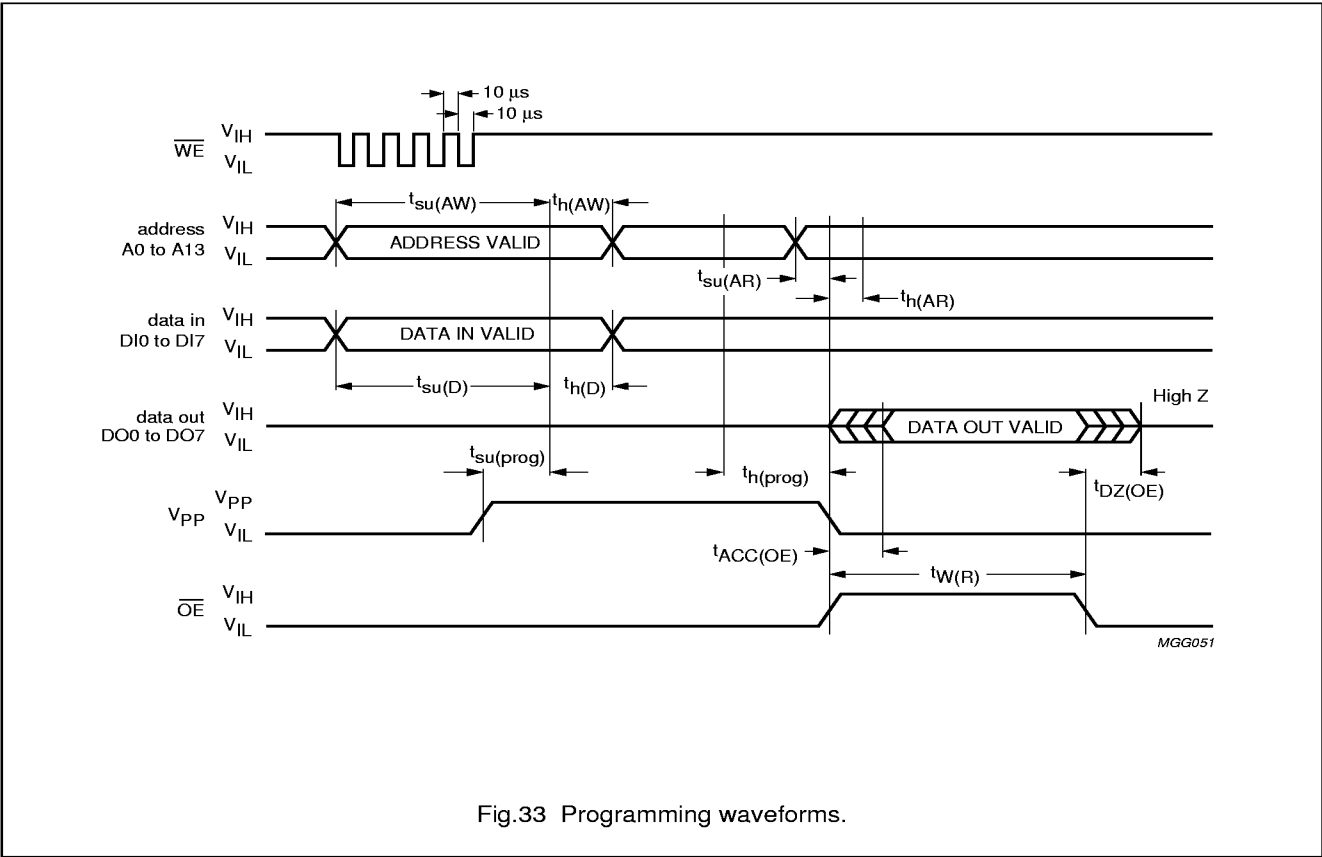 10 μs
10 μs
WE
VIH
VIL
tsu(AW)
th(AW)
address
A0 to A13
VIH
VIL
ADDRESS VALID
tsu(AR)
th(AR)
data in
DI0 to DI7
VIH
VIL
DATA IN VALID
tsu(D)
th(D)
data out
DO0 to DO7
VIH
VIL
DATA OUT VALID
High Z
tsu(prog)
th(prog)
tDZ(OE)
VPP
VPP
VIL
tACC(OE)
tW(R)
OE
VIH
VIL
MGG051
Fig.33 Programming waveforms.